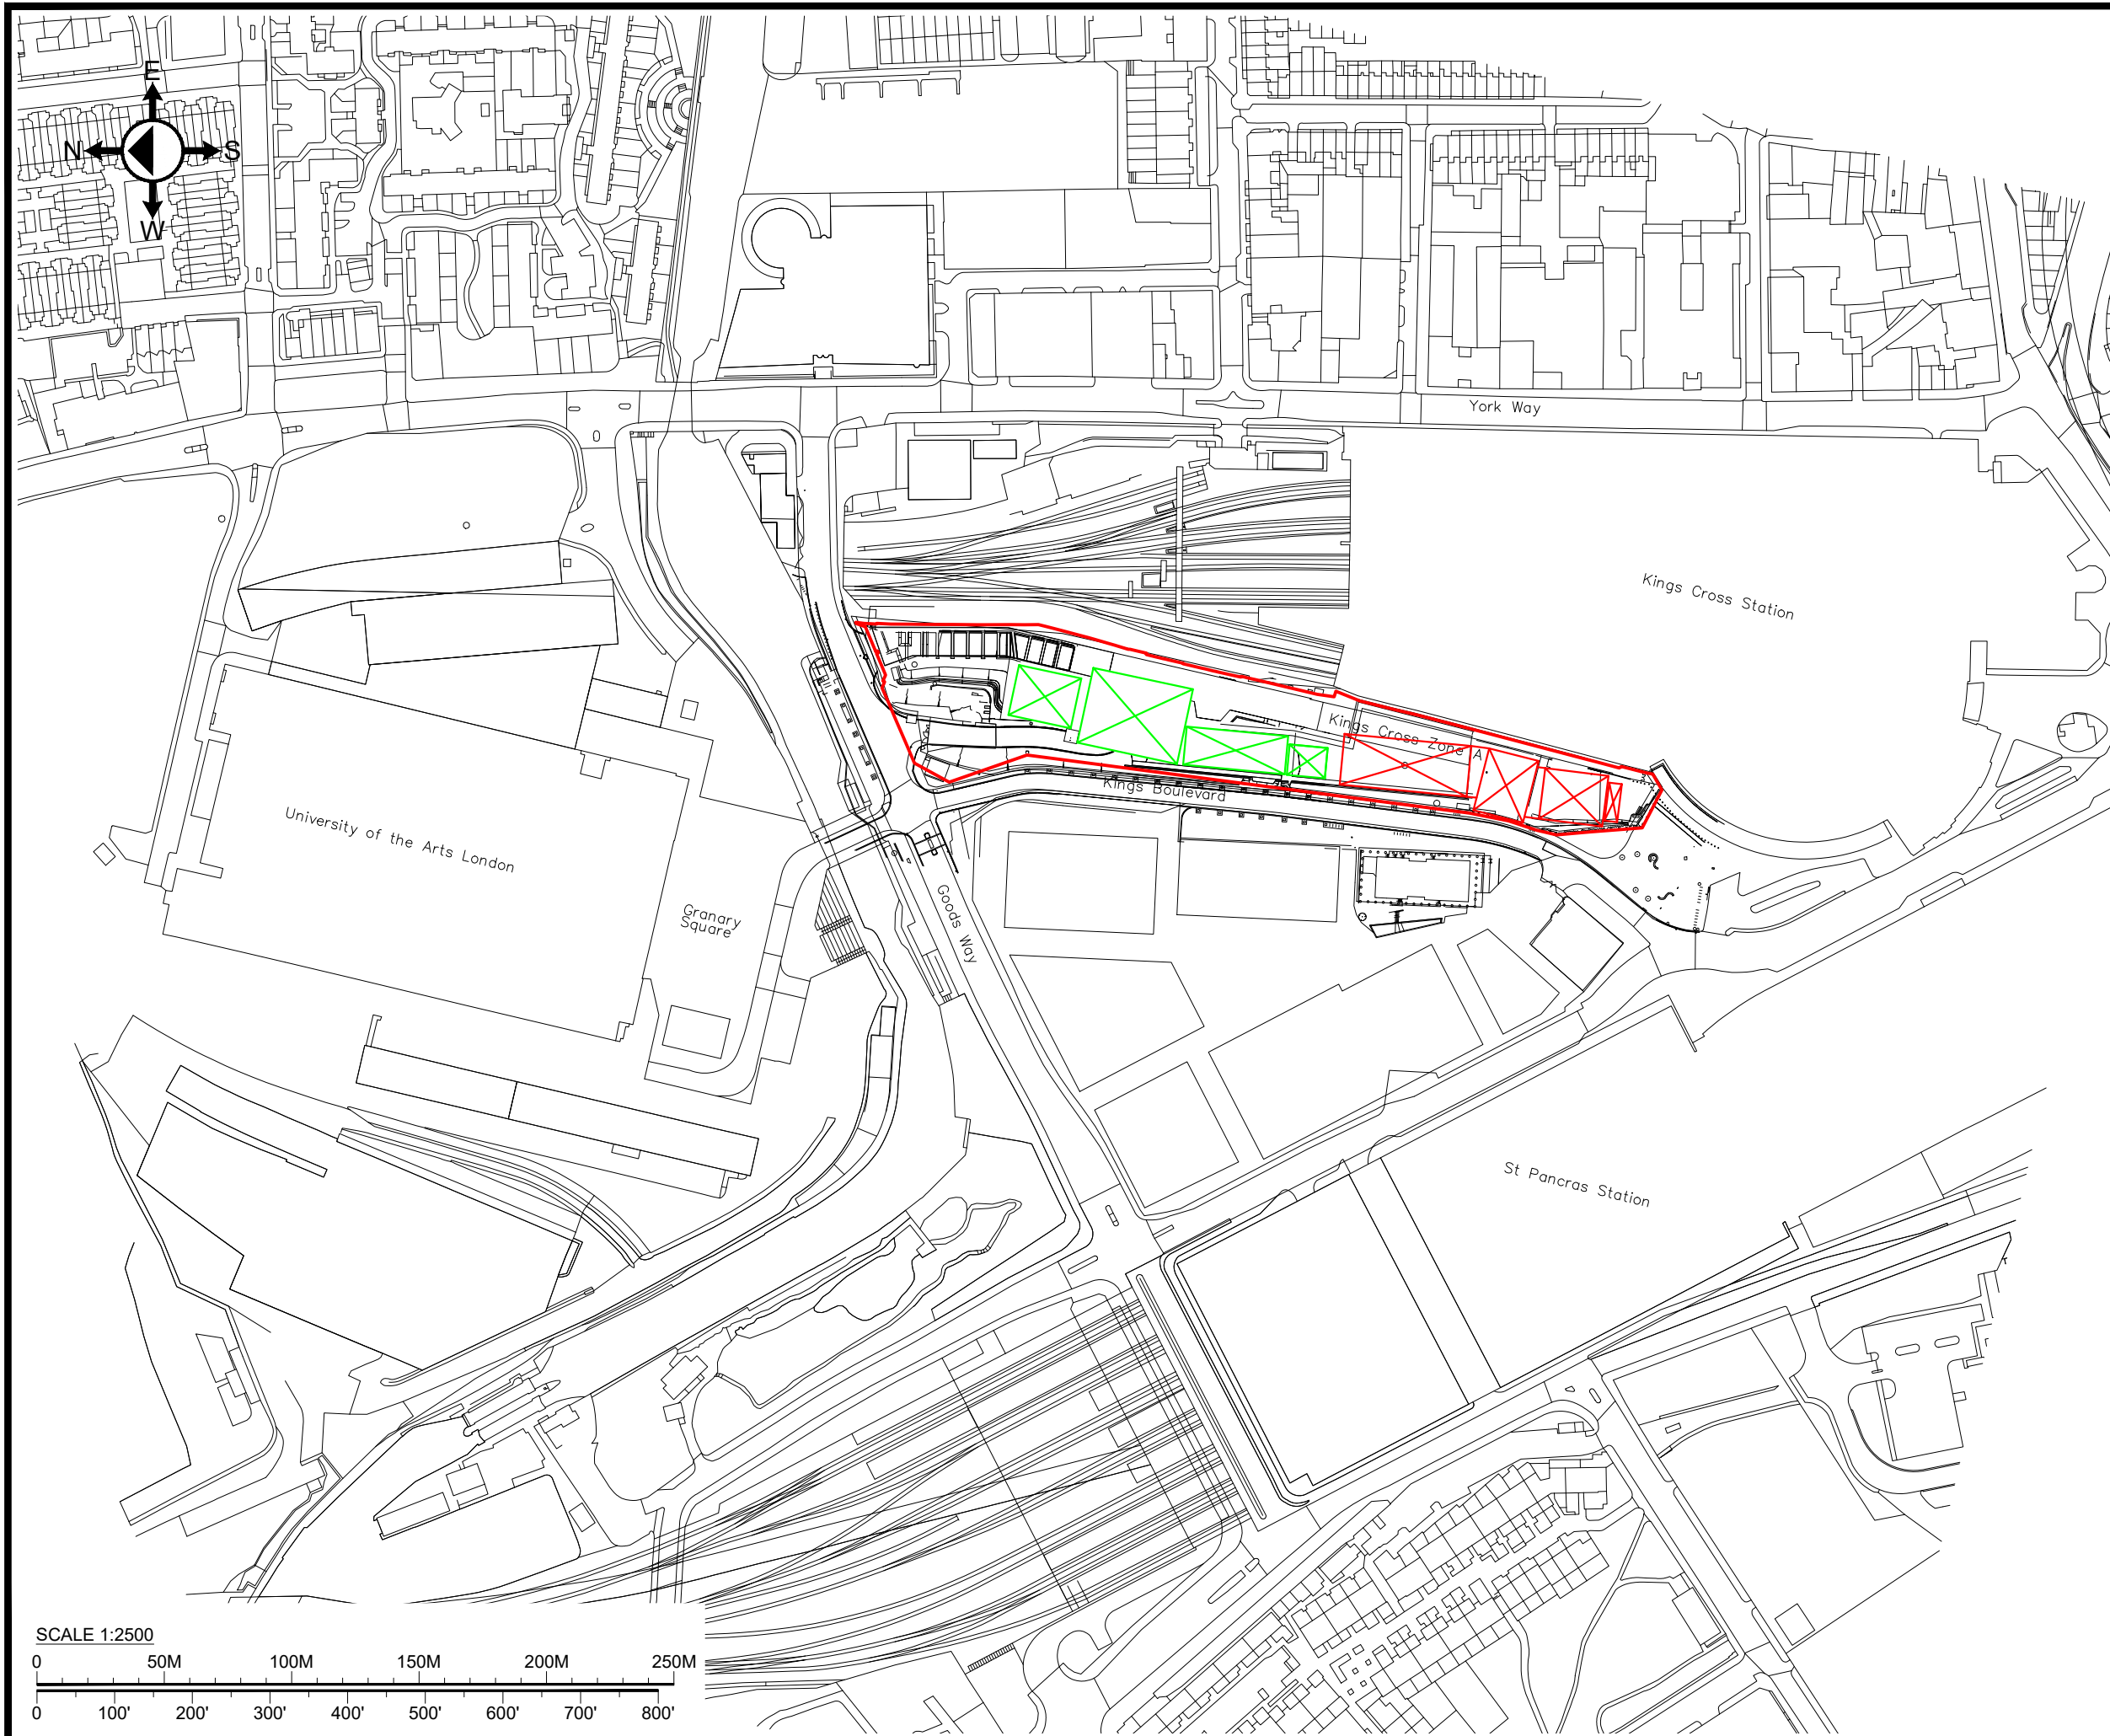 E
N
S
W
York Way
Kings Cross Station
Kings Cross Zone A
Kings Boulevard
University of the Arts London
Granary
Square
Goods Way
St Pancras Station
SCALE 1:2500
0 50M 100M 150M 200M 250M
0 100' 200' 300' 400' 500' 600' 700' 800'